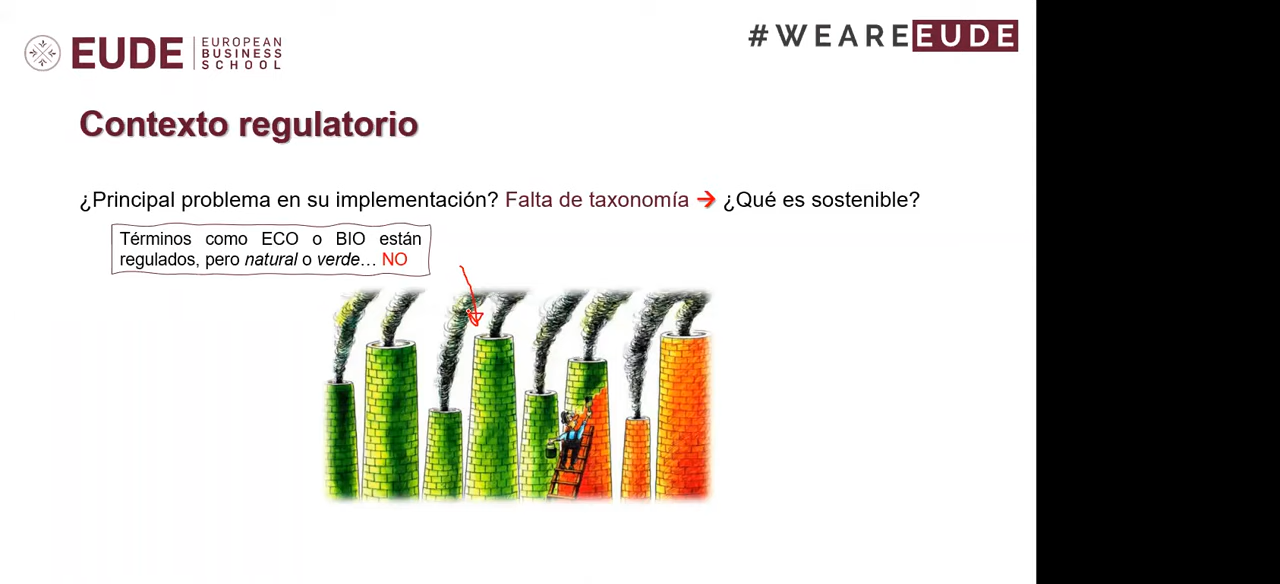 EUDE EUROPEAN
BUSINESS
SCHOOL
#WEAREEUDE
Contexto regulatorio
¿Principal problema en su implementación? Falta de taxonomía → ¿Qué es sostenible?
Términos como ECO o BIO están
regulados, pero natural o verde… NO